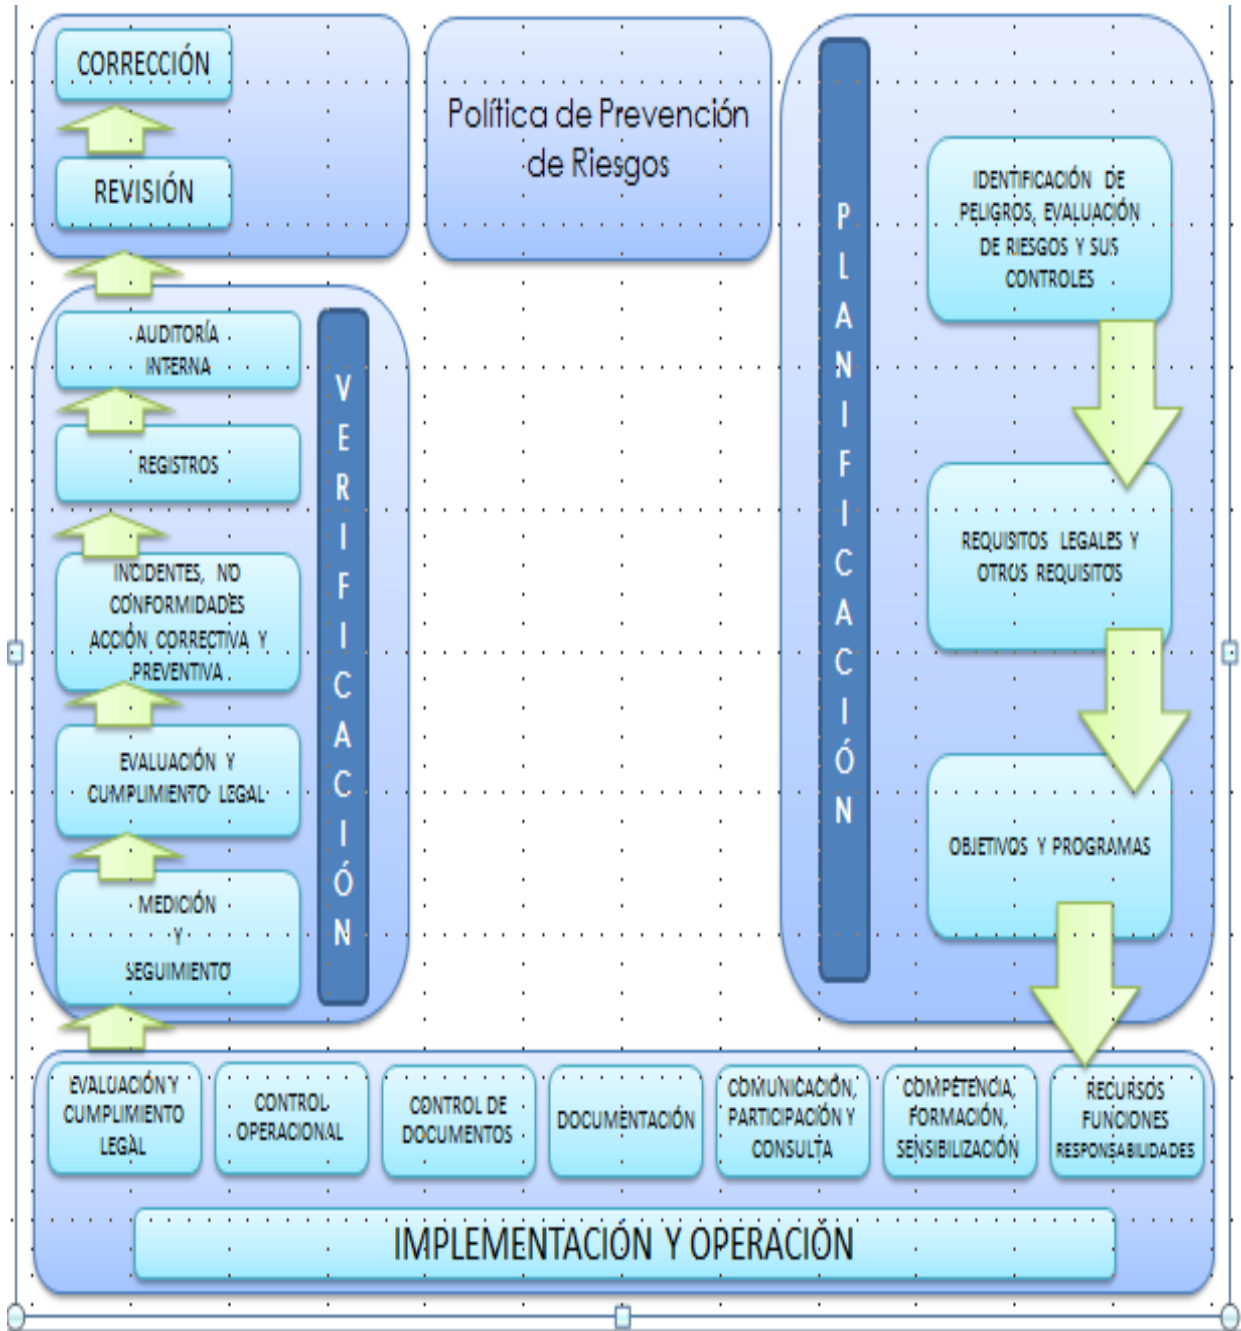 CORRECCIÓN
REVISIÓN
Política de Prevención
de Riesgos
PLANIFICACIÓN
IDENTIFICACIÓN DE
PELIGROS, EVALUACIÓN
DE RIESGOS Y SUS
CONTROLES
REQUISITOS LEGALES Y
OTROS REQUISITOS
OBJETIVOS Y PROGRAMAS
AUDITORÍA
INTERNA
REGISTROS
INCIDENTES, NO
CONFORMIDADES
ACCIÓN CORRECTIVA Y
PREVENTIVA
EVALUACIÓN Y
CUMPLIMIENTO LEGAL
MEDICIÓN
Y
SEGUIMIENTO
VERIFICACIÓN
EVALUACIÓN Y
CUMPLIMIENTO
LEGAL
CONTROL
OPERACIONAL
CONTROL DE
DOCUMENTOS
DOCUMENTACIÓN
COMUNICACIÓN,
PARTICIPACIÓN Y
CONSULTA
COMPETENCIA,
FORMACIÓN,
SENSIBILIZACIÓN
RECURSOS
FUNCIONES
RESPONSABILIDADES
IMPLEMENTACIÓN Y OPERACIÓN